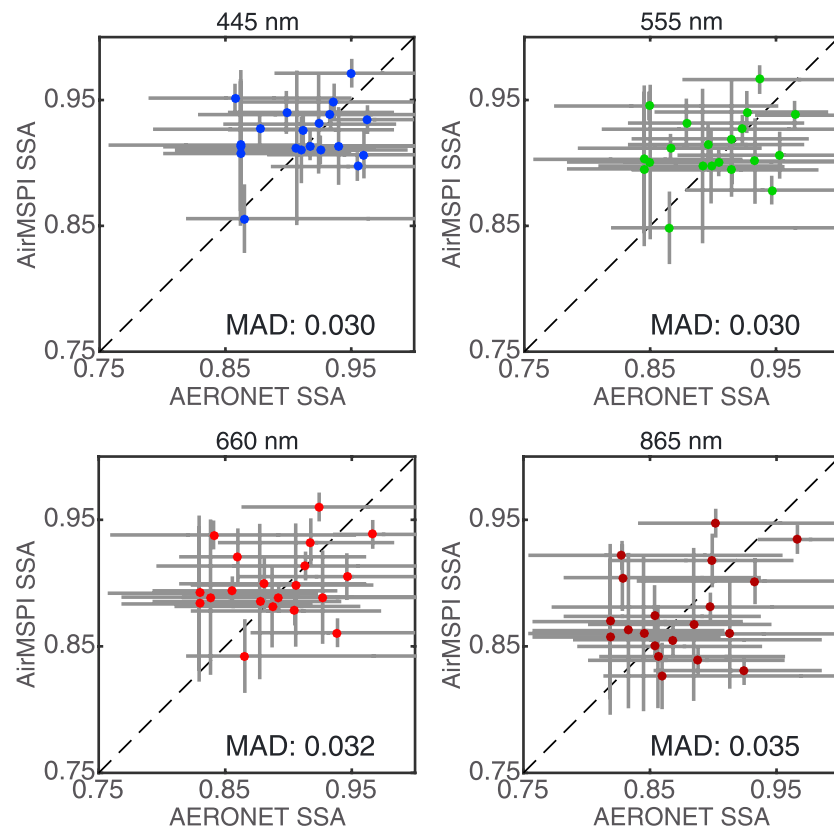 445 nm
AirMSPI SSA
0.95
0.85
0.75
MAD: 0.030
0.75 0.85 0.95
AERONET SSA
555 nm
AirMSPI SSA
0.95
0.85
0.75
MAD: 0.030
0.75 0.85 0.95
AERONET SSA
660 nm
AirMSPI SSA
0.95
0.85
0.75
MAD: 0.032
0.75 0.85 0.95
AERONET SSA
865 nm
AirMSPI SSA
0.95
0.85
0.75
MAD: 0.035
0.75 0.85 0.95
AERONET SSA